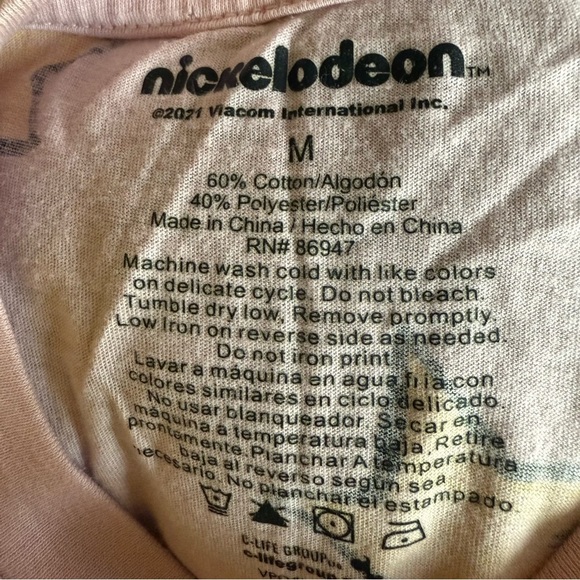 nickelodeon™
©2021 Viacom International Inc.
M
60% Cotton/Algodón
40% Polyester/Poliéster
Made in China / Hecho en China
RN# 86947
Machine wash cold with like colors
on delicate cycle. Do not bleach.
Tumble dry low, Remove promptly.
Low Iron on reverse side as needed.
Do not iron print
Lavar a máquina en agua fria con
colores similares en ciclo delicado.
No usar blanqueador. Secar en
máquina a temperatura baja, Retire
prontamente Planchar A temperatura
baja al reverso según sea
necesario. No planchar el estampado.
C-LIFE GROUP
c-lifegroup